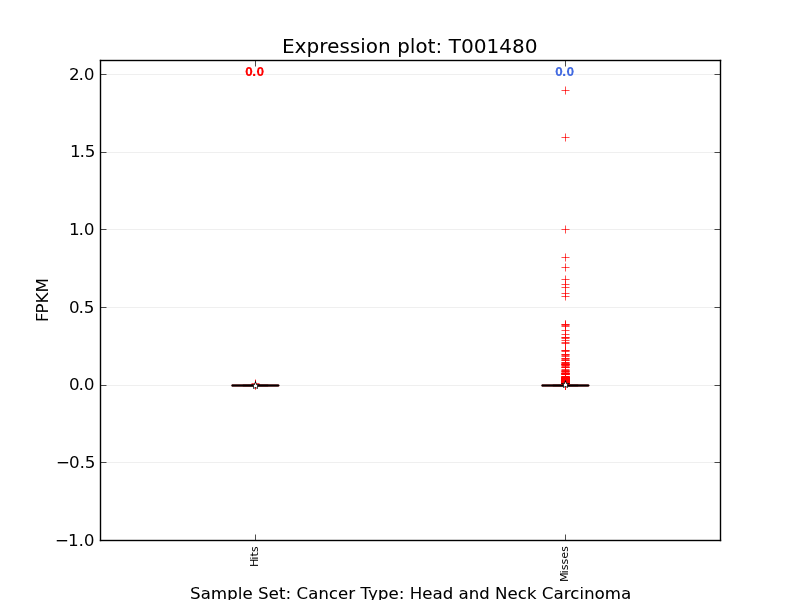 Expression plot: T001480
0.0 0.0
2.0
1.5
1.0
0.5
0.0
−0.5
−1.0
FPKM
Hits
Misses
Sample Set: Cancer Type: Head and Neck Carcinoma